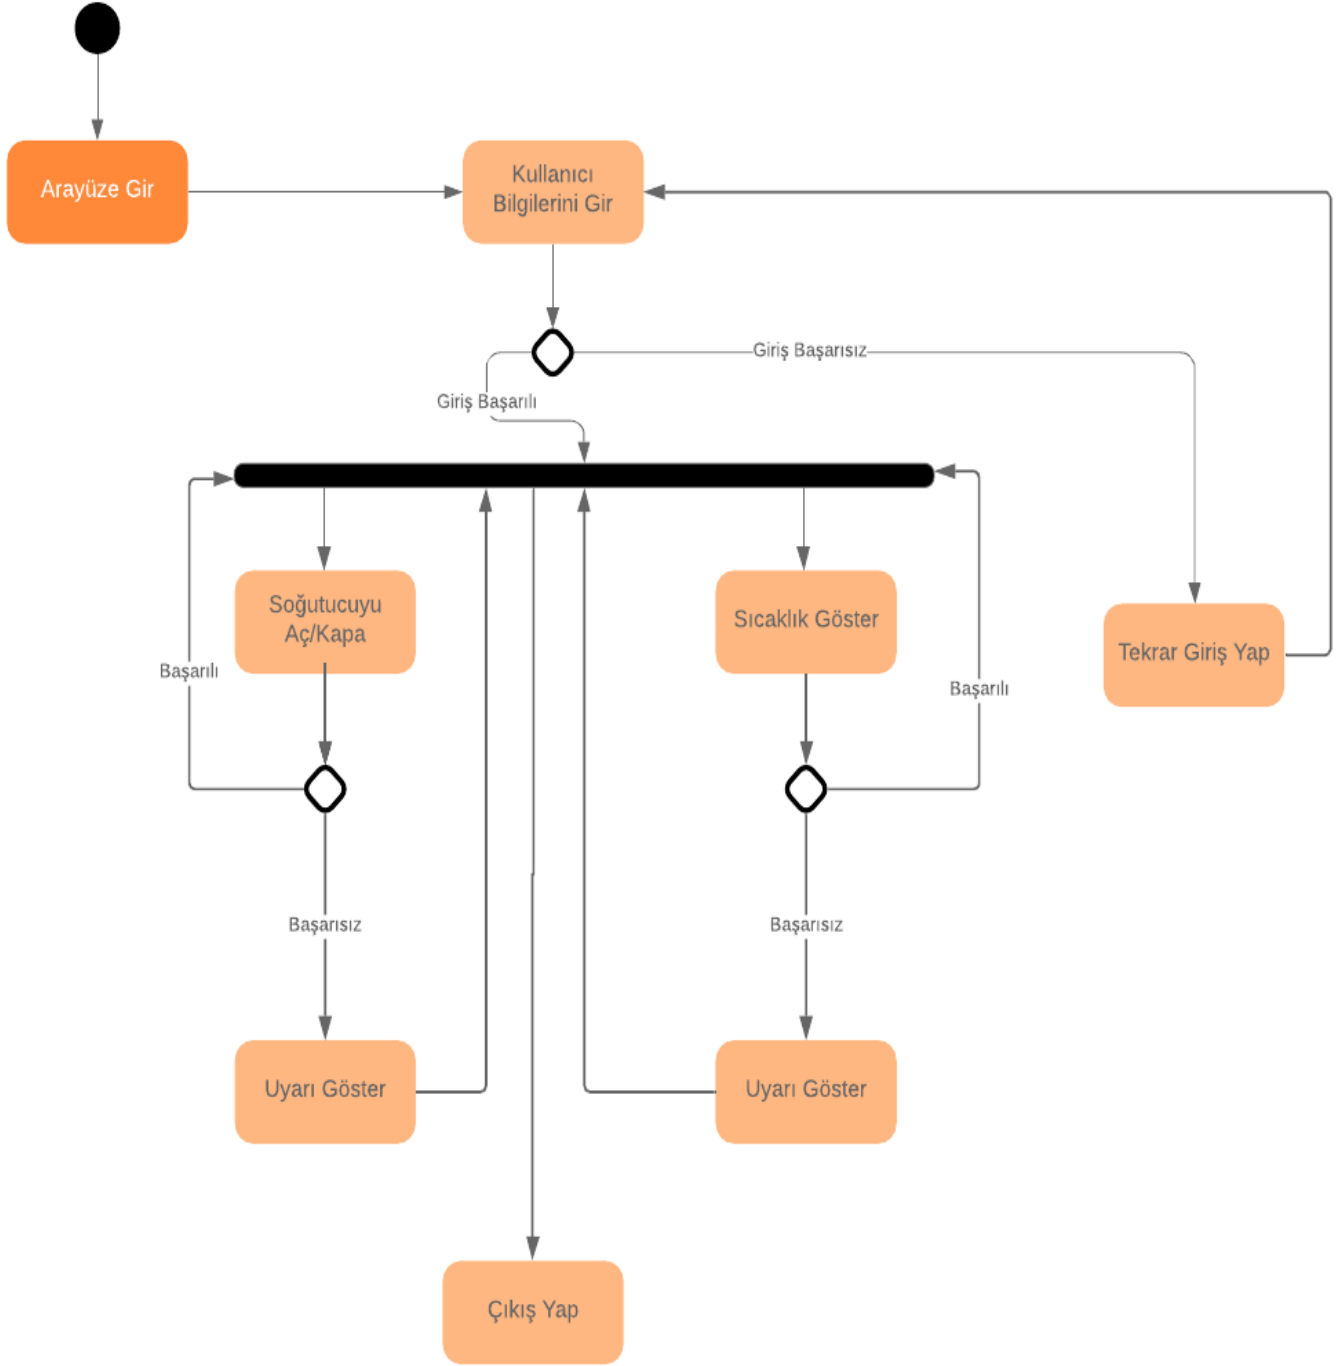 Arayüze Gir
Kullanıcı
Bilgilerini Gir
Giriş Başarısız
Giriş Başarılı
Soğutucuyu
Aç/Kapa
Sıcaklık Göster
Tekrar Giriş Yap
Başarılı
Başarılı
Başarısız
Başarısız
Uyarı Göster
Uyarı Göster
Çıkış Yap